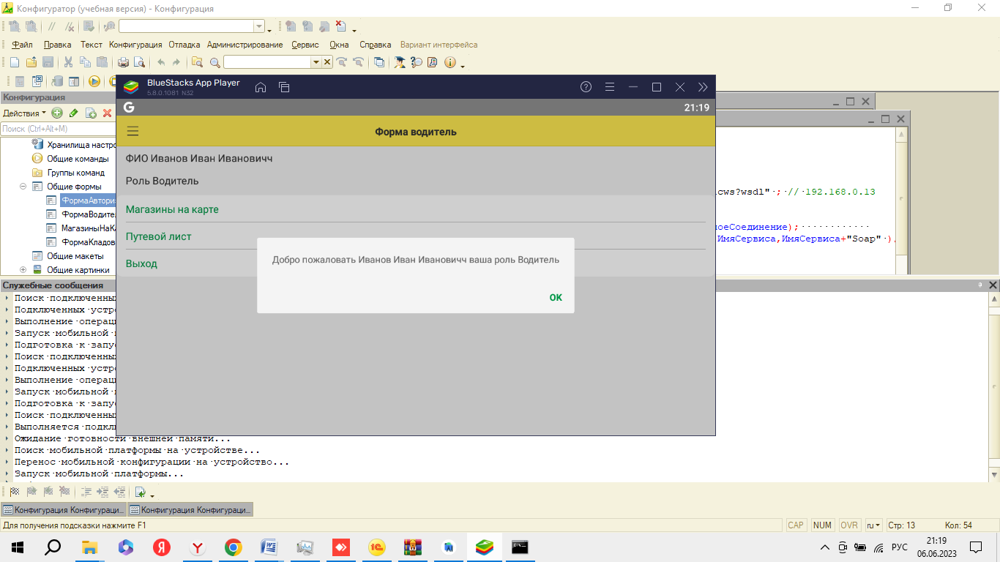 Конфигуратор (учебная версия) - Конфигурация
Файл Правка Текст Конфигурация Отладка Администрирование Сервис Окна Справка Вариант интерфейса
Конфигурация
Действия
Поиск (Ctrl+Alt+M)
Хранилища настро
Общие команды
Группы команд
Общие формы
ФормаАвтори
ФормаВодите
МагазиныНаКа
ФормаКладов
Общие макеты
Общие картинки
BlueStacks App Player
5.8.0.1081 N32
G 21:19
Форма водитель
ФИО Иванов Иван Ивановичч
Роль Водитель
Магазины на карте
Путевой лист
Выход
Добро пожаловать Иванов Иван Ивановичч ваша роль Водитель
OK
cws?wsdl" ; // 192.168.0.13
моеСоединение);
ИмяСервиса,ИмяСервиса+"Soap" ),
Служебные сообщения
Поиск подключенны
Подключенных устро
Выполнение операц
Запуск мобильной
Подготовка к запу
Поиск подключенны
Подключенных устро
Выполнение операц
Запуск мобильной
Подготовка к запу
Поиск подключенны
Выполняется подкл
Ожидание готовности внешней памяти...
Поиск мобильной платформы на устройстве...
Перенос мобильной конфигурации на устройство...
Запуск мобильной платформы...
Конфигурация Конфигураци... Конфигурация Конфигураци...
Для получения подсказки нажмите F1 CAP NUM OVR ru Стр: 13 Кол: 54
РУС 21:19
06.06.2023